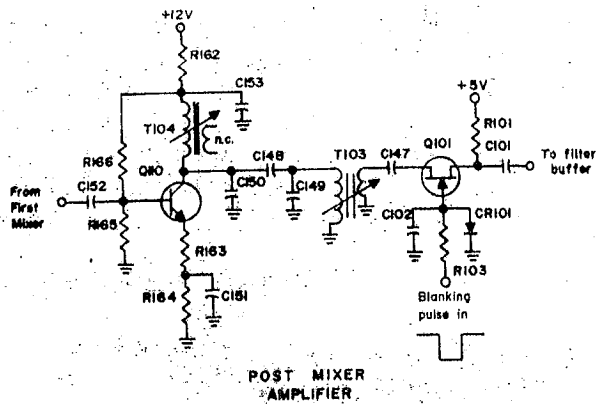 +12V
R162
C153
+5V
T104
n.c.
R101
R166
Q110
C148
T103
C147
Q101
C101
To filter
buffer
From
First
Mixer
C152
C150
C149
R165
C102
CR101
R163
R103
R164
C151
Blanking
pulse in
POST MIXER
AMPLIFIER